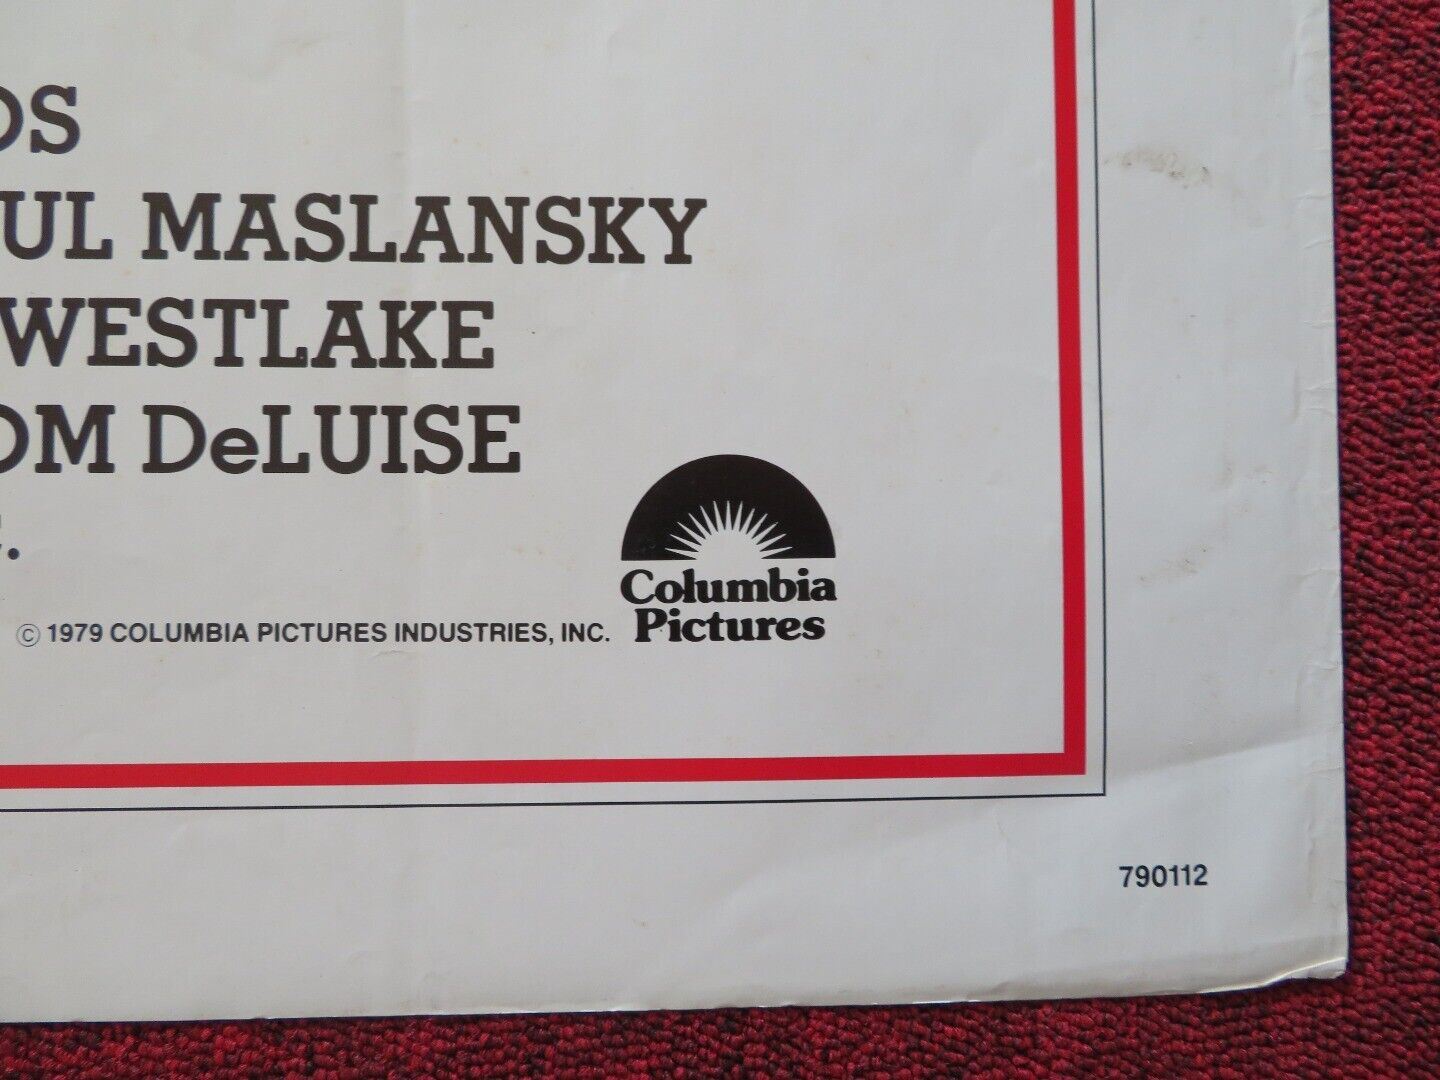 OS
UL MASLANSKY
WESTLAKE
OM DeLUISE
.
© 1979 COLUMBIA PICTURES INDUSTRIES, INC.
Columbia
Pictures
790112